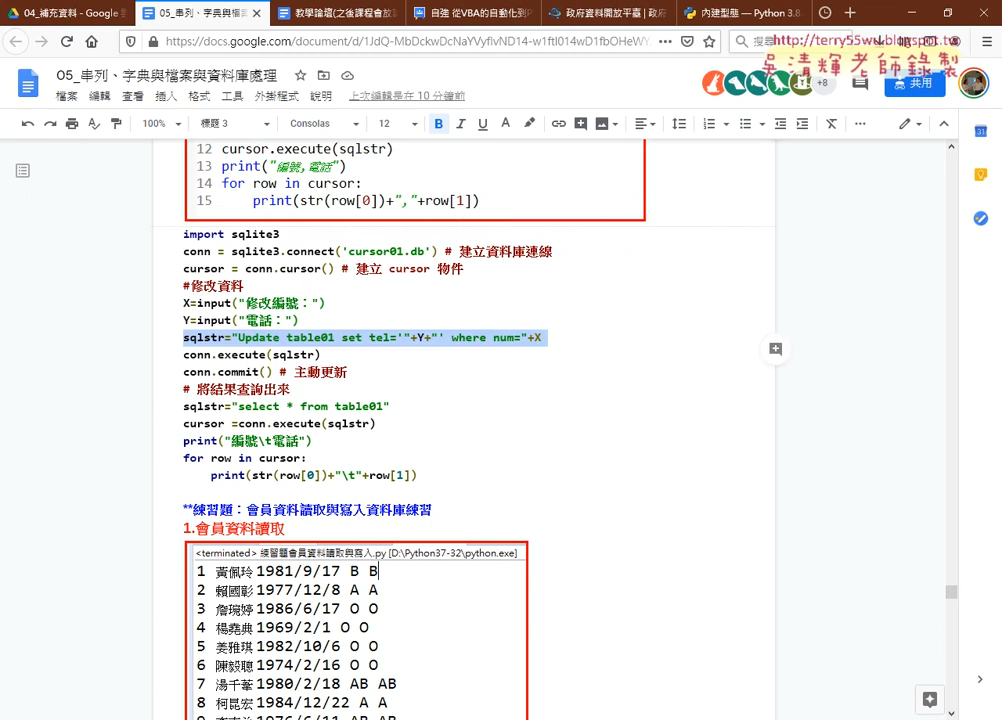 04_補充資料 - Google
05_串列、字典與檔案
教學論壇(之後課程會放
自強 從VBA的自動化到P
政府資料開放平臺 | 政府
內建型態 — Python 3.8
https://docs.google.com/document/d/1JdQ-MbDckwDcNaYVyfivND14-w1ftI014wD1fbOHeWY
搜尋
http://terry55wu.blogspot.tw
吳清輝老師錄製
05_串列、字典與檔案與資料庫處理
+8
共用
檔案 編輯 查看 插入 格式 工具 外掛程式 說明 上次編輯是在 10 分鐘前
100% 標題 3 Consolas 12 B I U A
12 cursor.execute(sqlstr)
13 print("編號,電話")
14 for row in cursor:
15 print(str(row[0])+","+row[1])
import sqlite3
conn = sqlite3.connect('cursor01.db') # 建立資料庫連線
cursor = conn.cursor() # 建立 cursor 物件
#修改資料
X=input("修改編號：")
Y=input("電話：")
sqlstr="Update table01 set tel='"+Y+"' where num="+X
conn.execute(sqlstr)
conn.commit() # 主動更新
# 將結果查詢出來
sqlstr="select * from table01"
cursor =conn.execute(sqlstr)
print("編號\t電話")
for row in cursor:
print(str(row[0])+"\t"+row[1])
**練習題：會員資料讀取與寫入資料庫練習
1.會員資料讀取
<terminated> 練習題會員資料讀取與寫入.py [D:\Python37-32\python.exe]
1 黃佩玲 1981/9/17 B B
2 賴國彰 1977/12/8 A A
3 詹琬婷 1986/6/17 O O
4 楊堯典 1969/2/1 O O
5 姜雅琪 1982/10/6 O O
6 陳毅聰 1974/2/16 O O
7 湯千峯 1980/2/18 AB AB
8 柯昆宏 1984/12/22 A A